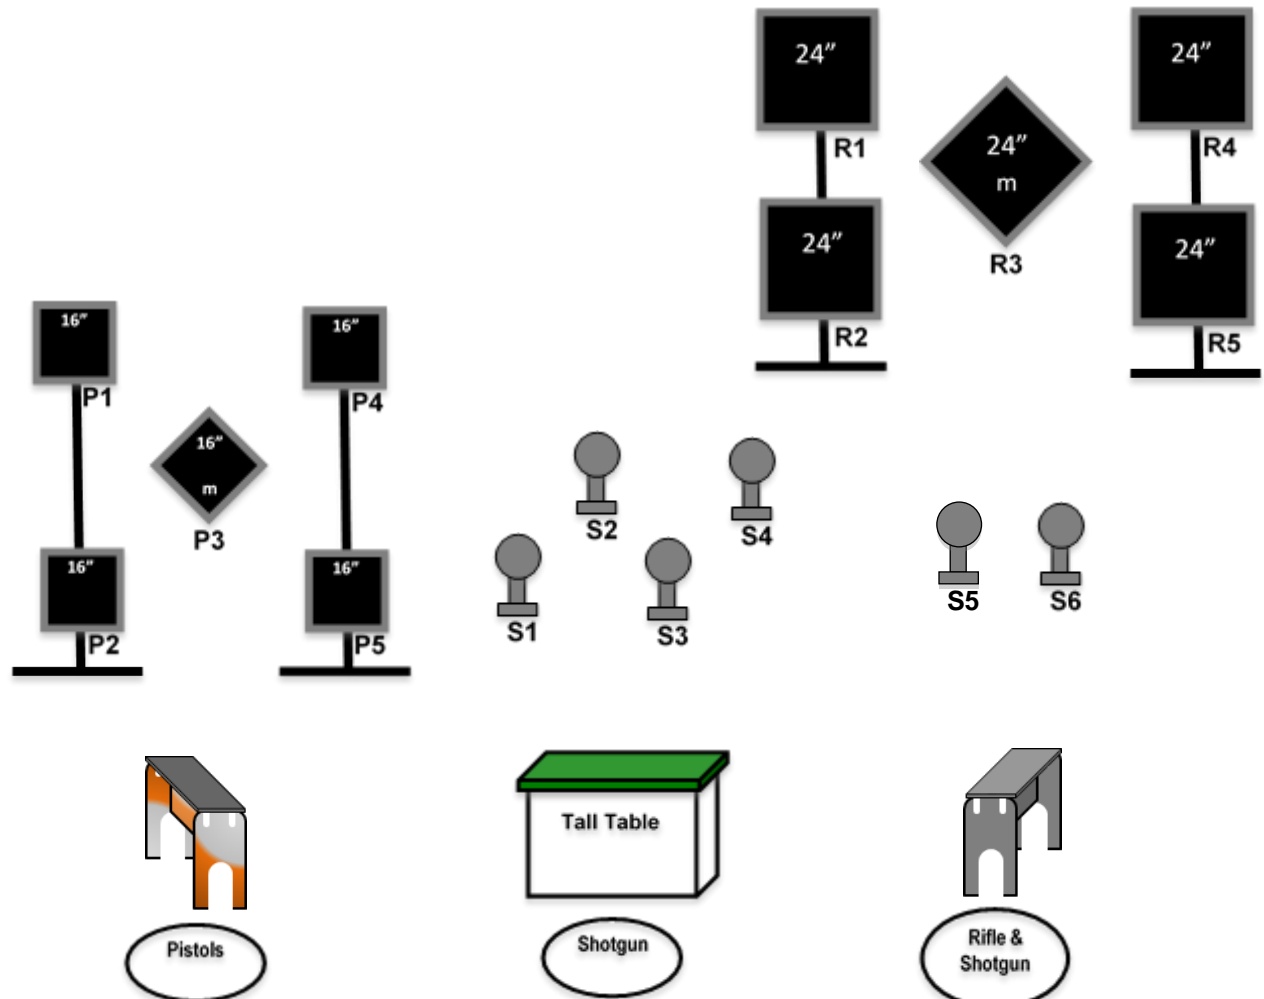 24”
24”
R1
R4
24”
m
24”
24”
R3
R2
R5
16”
16”
P1
P4
16”
m
P3
S2
S4
16”
16”
S5
S6
S1
S3
P2
P5
Tall Table
Pistols
Shotgun
Rifle &
Shotgun